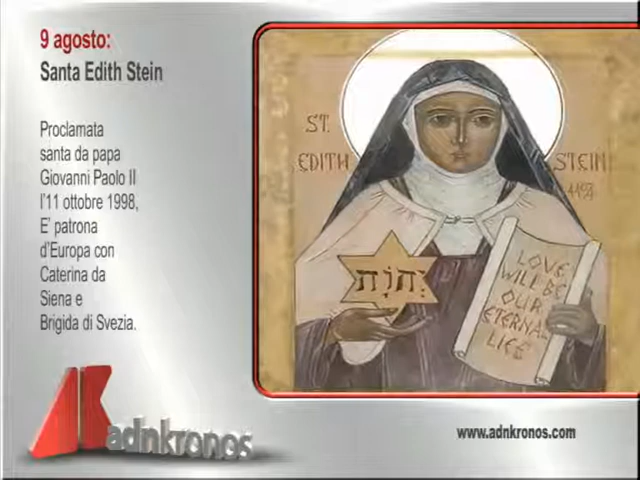 9 agosto:
Santa Edith Stein
Proclamata
santa da papa
Giovanni Paolo II
l'11 ottobre 1998,
E' patrona
d'Europa con
Caterina da
Siena e
Brigida di Svezia.
ST.
EDITH STEIN
יהוה
LOVE
WILL BE
OUR
ETERNAL
LIFE
adnkronos
www.adnkronos.com